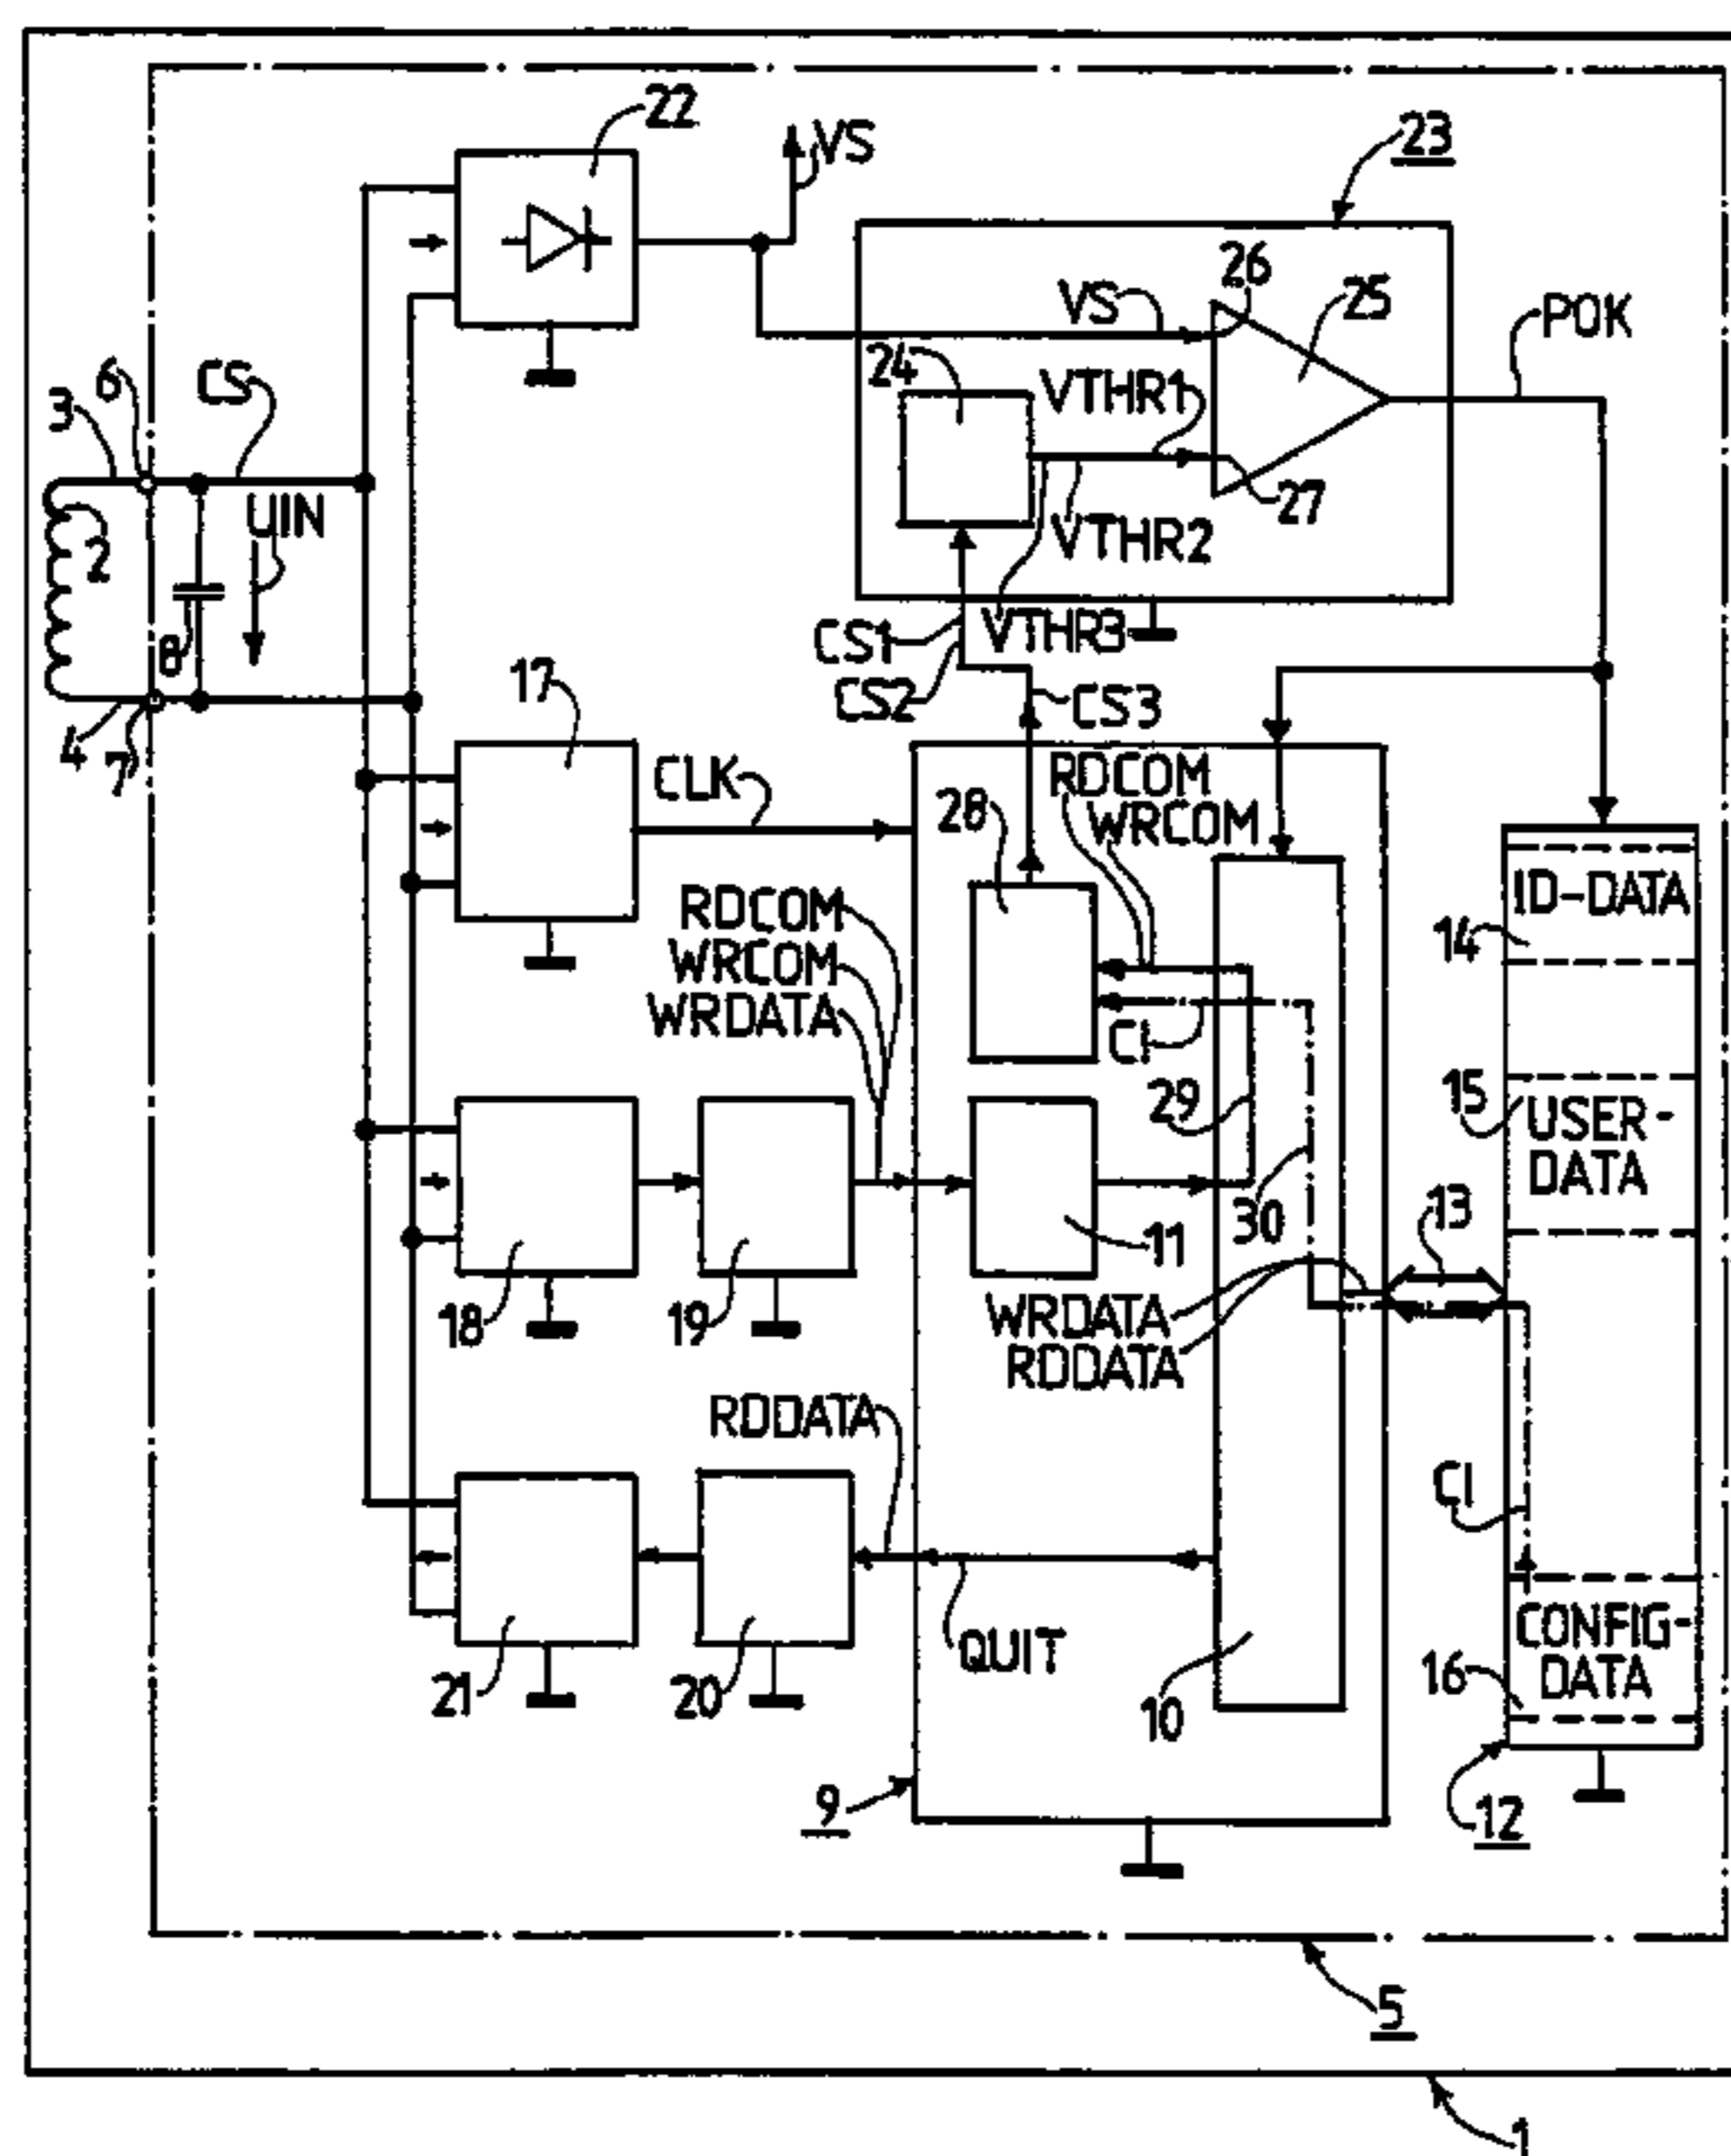 22
VS
23
26
25
VS
POK
24
VTHR1
3
6
CS
UIN
2
27
VTHR2
8
VTHR3
CS1
CS2
CS3
17
4
7
CLK
RDCOM
WRCOM
28
ID-DATA
14
RDCOM
WRCOM
WRDATA
CI
15
USER-
DATA
29
30
13
11
18
19
WRDATA
RDDATA
RDDATA
CI
CONFIG-
DATA
QUIT
16
21
20
10
9
12
5
1